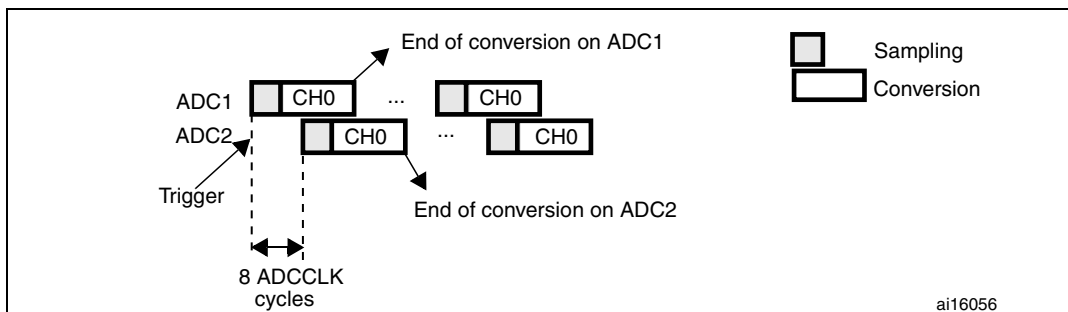 End of conversion on ADC1
Sampling
Conversion
ADC1
CH0
...
CH0
ADC2
CH0
...
CH0
Trigger
End of conversion on ADC2
8 ADCCLK
cycles
ai16056